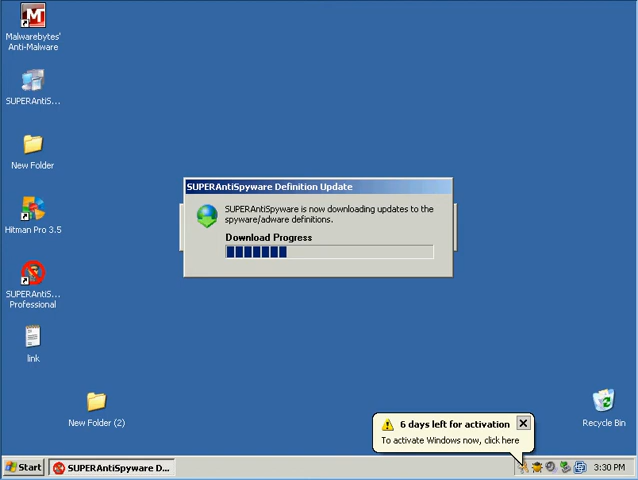 Malwarebytes'
Anti-Malware
SUPERAntiS...
New Folder
Hitman Pro 3.5
SUPERAntiS...
Professional
link
New Folder (2)
SUPERAntiSpyware Definition Update
SUPERAntiSpyware is now downloading updates to the
spyware/adware definitions.
Download Progress
6 days left for activation
To activate Windows now, click here
Recycle Bin
Start
SUPERAntiSpyware D...
3:30 PM